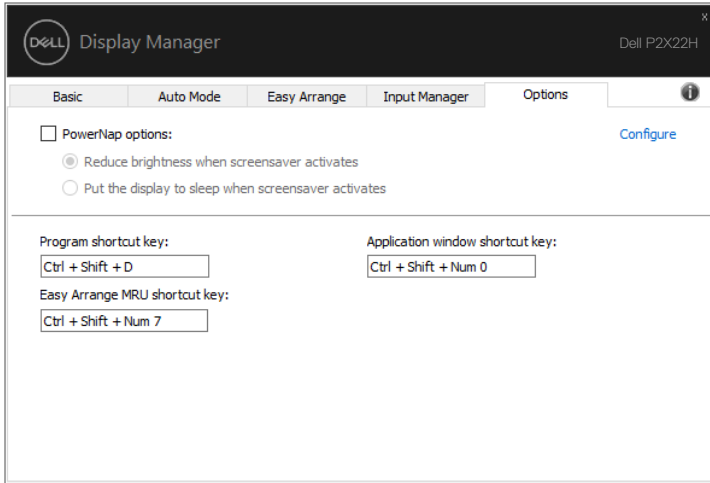 x
DELL Display Manager Dell P2X22H
Basic Auto Mode Easy Arrange Input Manager Options
PowerNap options: Configure
Reduce brightness when screensaver activates
Put the display to sleep when screensaver activates
Program shortcut key: Application window shortcut key:
Ctrl + Shift + D Ctrl + Shift + Num 0
Easy Arrange MRU shortcut key:
Ctrl + Shift + Num 7